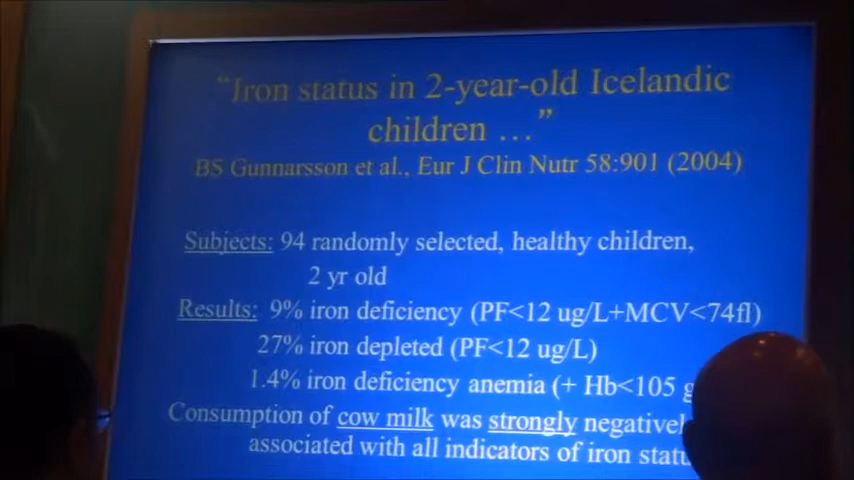 “Iron status in 2-year-old Icelandic
children …”
BS Gunnarsson et al., Eur J Clin Nutr 58:901 (2004)
Subjects: 94 randomly selected, healthy children,
2 yr old
Results: 9% iron deficiency (PF<12 ug/L+MCV<74fl)
27% iron depleted (PF<12 ug/L)
1.4% iron deficiency anemia (+ Hb<105
Consumption of cow milk was strongly
associated with all indicators of iron